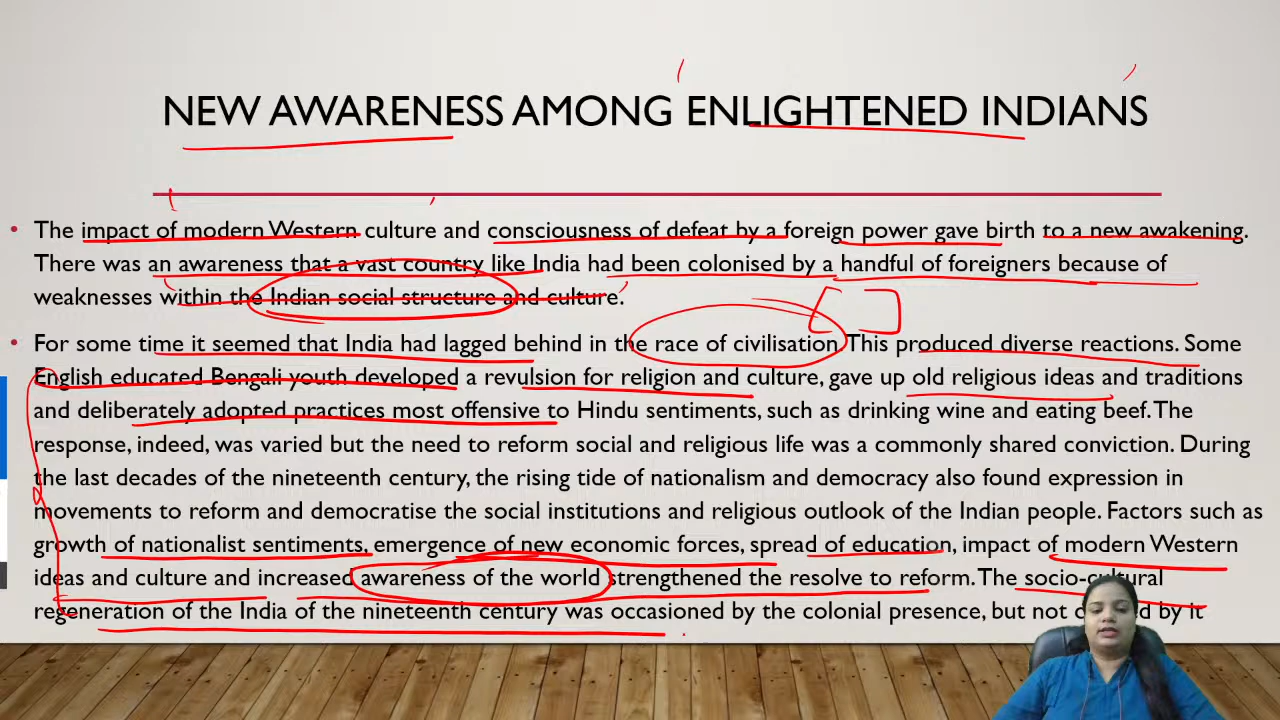 NEW AWARENESS AMONG ENLIGHTENED INDIANS
• The impact of modern Western culture and consciousness of defeat by a foreign power gave birth to a new awakening.
There was an awareness that a vast country like India had been colonised by a handful of foreigners because of
weaknesses within the Indian social structure and culture.
• For some time it seemed that India had lagged behind in the race of civilisation This produced diverse reactions. Some
English educated Bengali youth developed a revulsion for religion and culture, gave up old religious ideas and traditions
and deliberately adopted practices most offensive to Hindu sentiments, such as drinking wine and eating beef. The
response, indeed, was varied but the need to reform social and religious life was a commonly shared conviction. During
the last decades of the nineteenth century, the rising tide of nationalism and democracy also found expression in
movements to reform and democratise the social institutions and religious outlook of the Indian people. Factors such as
growth of nationalist sentiments, emergence of new economic forces, spread of education, impact of modern Western
ideas and culture and increased awareness of the world strengthened the resolve to reform. The socio-cultural
regeneration of the India of the nineteenth century was occasioned by the colonial presence, but not by it